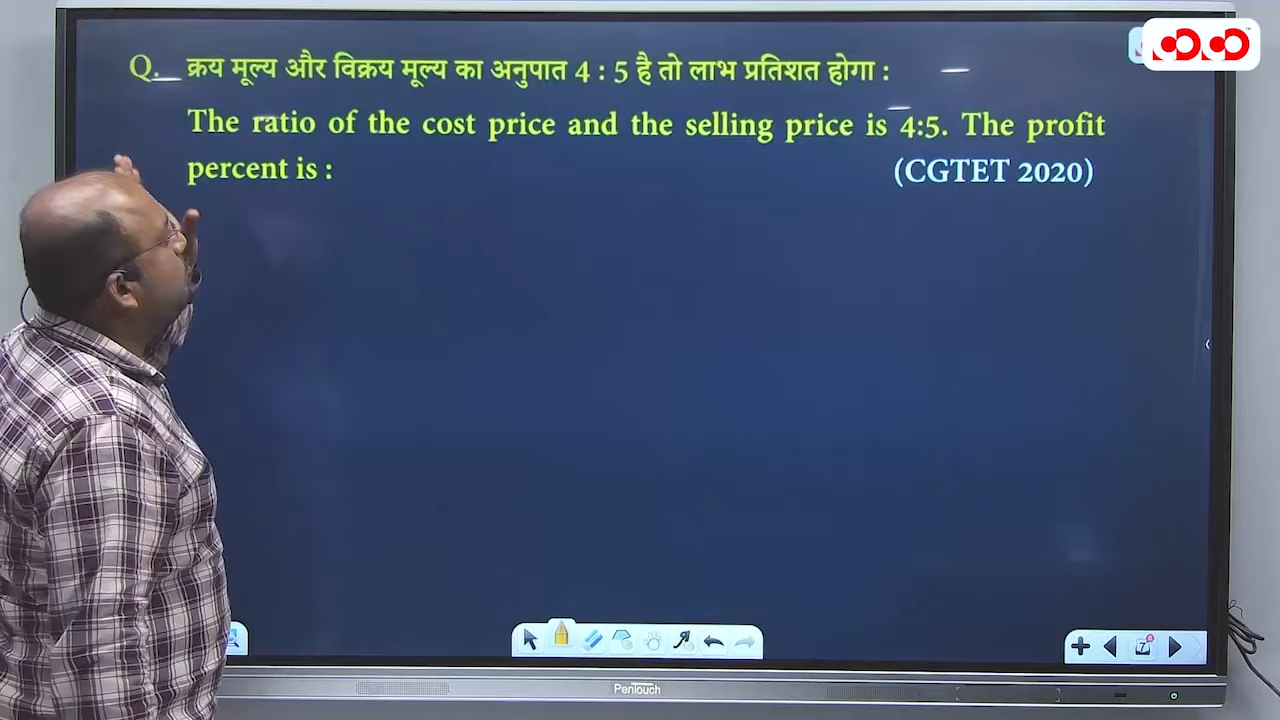 Q. क्रय मूल्य और विक्रय मूल्य का अनुपात 4 : 5 है तो लाभ प्रतिशत होगा :
The ratio of the cost price and the selling price is 4:5. The profit
percent is : (CGTET 2020)
PenTouch